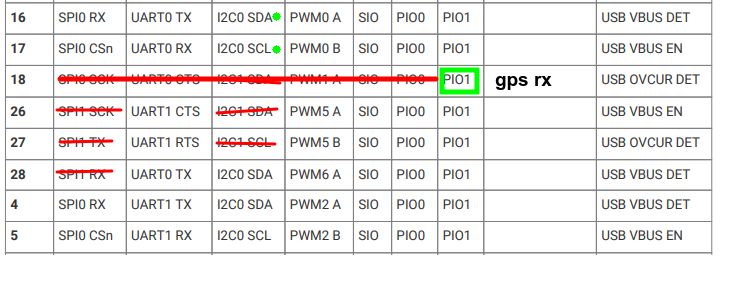 16 SPI0 RX UART0 TX I2C0 SDA PWM0 A SIO PIO0 PIO1 USB VBUS DET
17 SPI0 CSn UART0 RX I2C0 SCL PWM0 B SIO PIO0 PIO1 USB VBUS EN
18 SPI0 SCK UART0 CTS I2C1 SDA PWM1 A SIO PIO0 PIO1 gps rx USB OVCUR DET
26 SPI1 SCK UART1 CTS I2C1 SDA PWM5 A SIO PIO0 PIO1 USB VBUS EN
27 SPI1 TX UART1 RTS I2C1 SCL PWM5 B SIO PIO0 PIO1 USB OVCUR DET
28 SPI1 RX UART0 TX I2C0 SDA PWM6 A SIO PIO0 PIO1 USB VBUS DET
4 SPI0 RX UART1 TX I2C0 SDA PWM2 A SIO PIO0 PIO1 USB VBUS DET
5 SPI0 CSn UART1 RX I2C0 SCL PWM2 B SIO PIO0 PIO1 USB VBUS EN